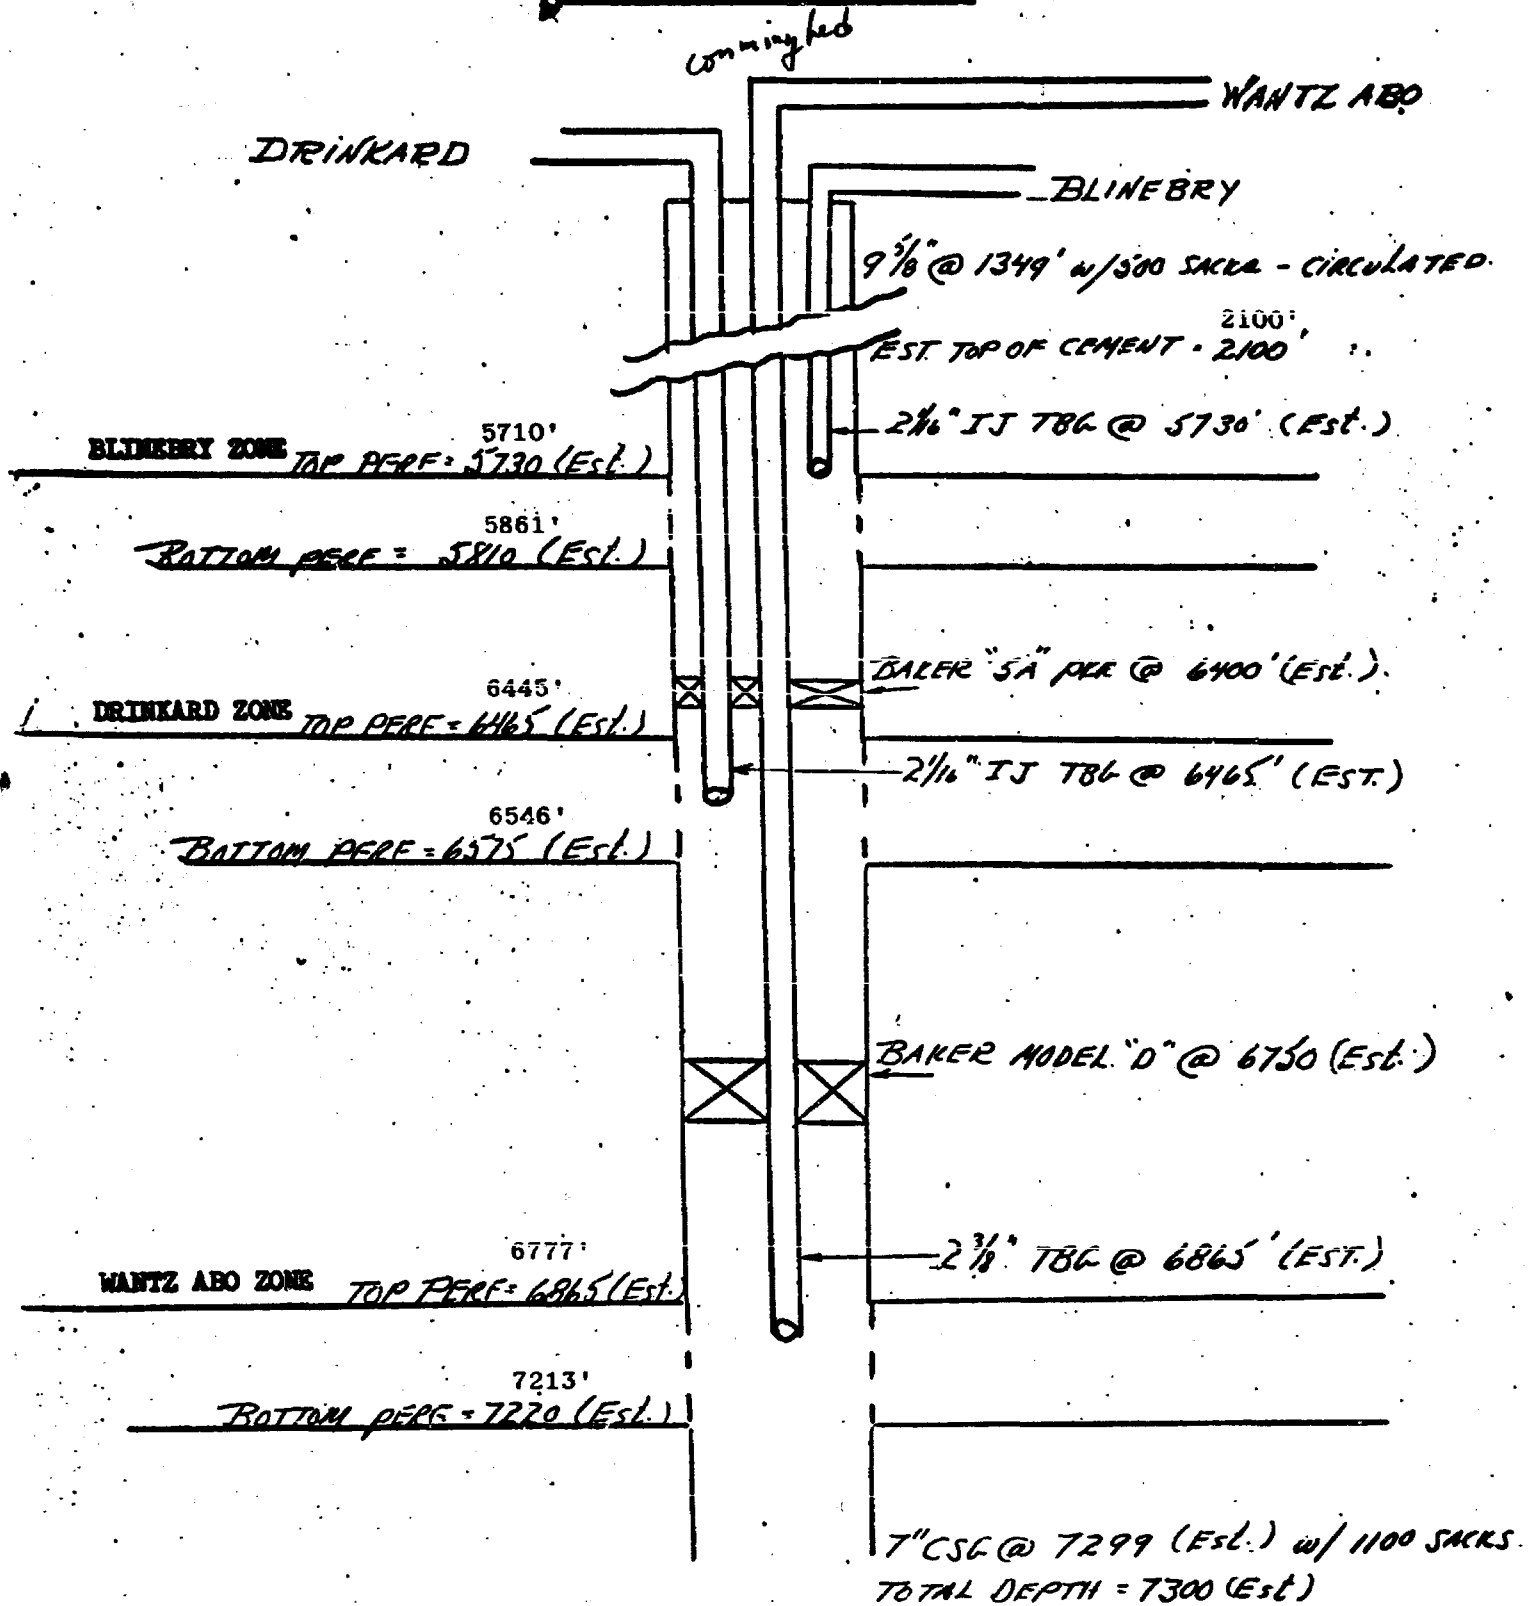 commingled
WANTZ ABO
DRINKARD
BLINEBRY
9 5/8" @ 1349' w/500 SACKS - CIRCULATED.
2100'
EST. TOP OF CEMENT - 2100'
2 1/16" IJ TBG @ 5730' (Est.)
5710'
BLINEBRY ZONE TOP PERF = 5730 (Est.)
5861'
BOTTOM PERF = 5810 (Est.)
BAKER "SA" PKR @ 6400' (Est.).
6445'
DRINKARD ZONE TOP PERF = 6465 (Est.)
2 1/16" IJ TBG @ 6465' (EST.)
6546'
BOTTOM PERF = 6575 (Est.)
BAKER MODEL "D" @ 6750 (Est.)
2 3/8" TBG @ 6865' (EST.)
6777'
WANTZ ABO ZONE TOP PERF = 6865 (Est.)
7213'
BOTTOM PERF = 7220 (Est.)
7" CSG @ 7299 (Est.) w/ 1100 SACKS.
TOTAL DEPTH = 7300 (Est)